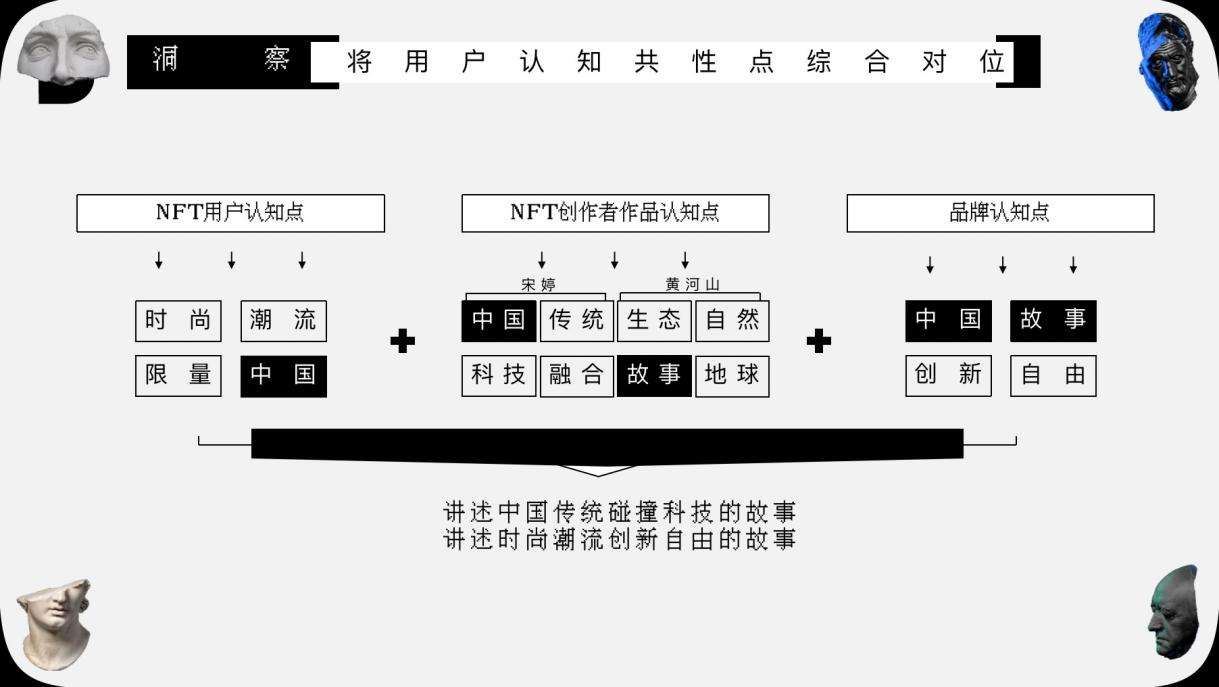 洞察 将用户认知共性点综合对位
NFT用户认知点 NFT创作者作品认知点 品牌认知点
宋婷 黄河山
时尚 潮流 中国 传统 生态 自然 中国 故事
限量 中国 科技 融合 故事 地球 创新 自由
讲述中国传统碰撞科技的故事
讲述时尚潮流创新自由的故事